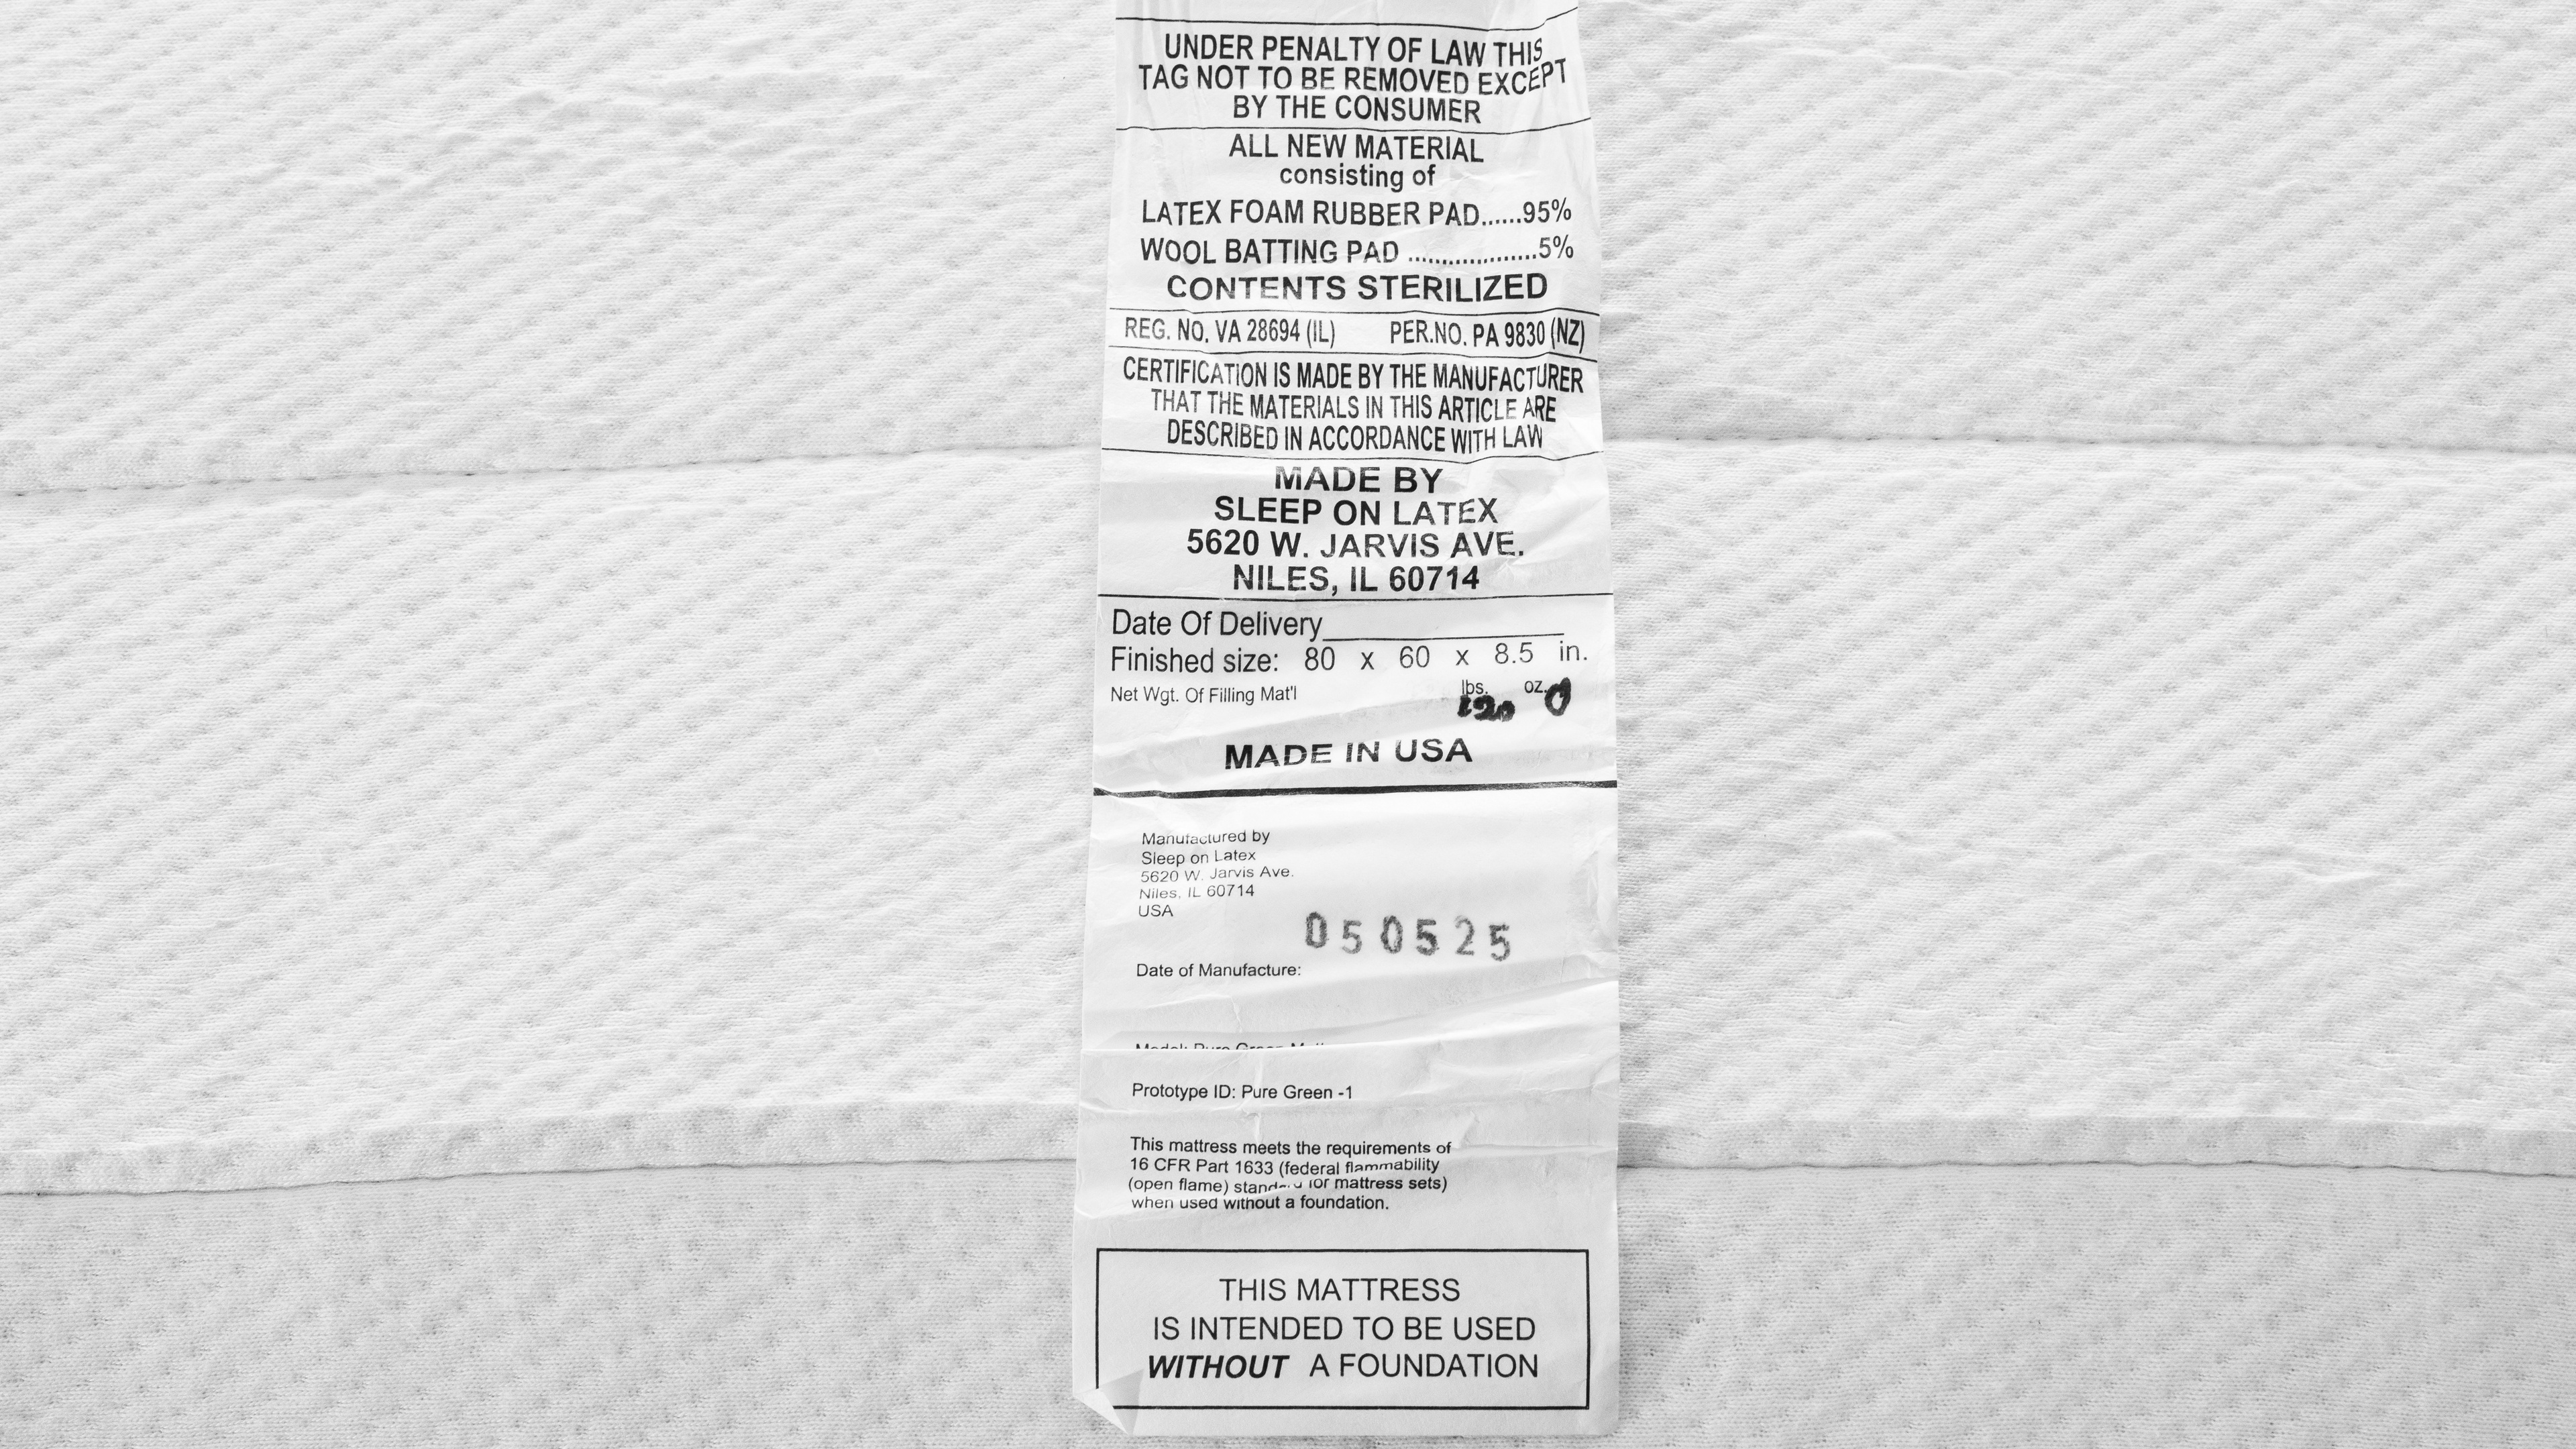 UNDER PENALTY OF LAW THIS
TAG NOT TO BE REMOVED EXCEPT
BY THE CONSUMER
ALL NEW MATERIAL
consisting of
LATEX FOAM RUBBER PAD......95%
WOOL BATTING PAD ...................5%
CONTENTS STERILIZED
REG. NO. VA 28694 (IL) PER.NO. PA 9830 (NZ)
CERTIFICATION IS MADE BY THE MANUFACTURER
THAT THE MATERIALS IN THIS ARTICLE ARE
DESCRIBED IN ACCORDANCE WITH LAW
MADE BY
SLEEP ON LATEX
5620 W. JARVIS AVE.
NILES, IL 60714
Date Of Delivery
Finished size: 80 x 60 x 8.5 in.
Net Wgt. Of Filling Mat'l lbs. oz.
120 0
MADE IN USA
Manufactured by
Sleep on Latex
5620 W. Jarvis Ave.
Niles, IL 60714
USA
050525
Date of Manufacture:
Model: Pure Green
Prototype ID: Pure Green -1
This mattress meets the requirements of
16 CFR Part 1633 (federal flammability
(open flame) standard for mattress sets)
when used without a foundation.
THIS MATTRESS
IS INTENDED TO BE USED
WITHOUT A FOUNDATION